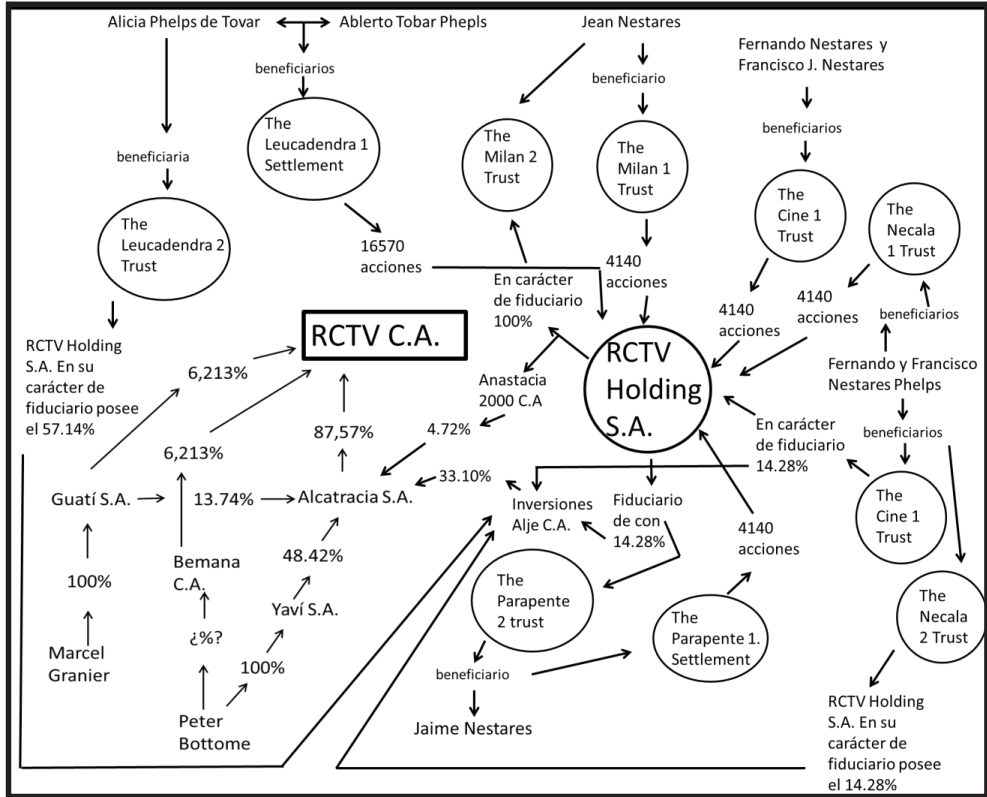 Alicia Phelps de Tovar
Ablerto Tobar Phepls
Jean Nestares
Fernando Nestares y
Francisco J. Nestares
beneficiarios
beneficiario
beneficiarios
beneficiaria
The
Leucadendra 1
Settlement
The
Milan 2
Trust
The
Milan 1
Trust
The
Cine 1
Trust
The
Necala
1 Trust
The
Leucadendra 2
Trust
16570
acciones
En carácter
de fiduciario
100%
4140
acciones
4140
acciones
4140
acciones
beneficiarios
RCTV C.A.
RCTV
Holding
S.A.
RCTV Holding
S.A. En su
carácter de
fiduciario posee
el 57.14%
6,213%
Anastacia
2000 C.A
Fernando y Francisco
Nestares Phelps
6,213%
87,57%
4.72%
En carácter
de fiduciario
14.28%
beneficiarios
Guatí S.A.
13.74%
Alcatracia S.A.
33.10%
Inversiones
Alje C.A.
Fiduciario
de con
14.28%
4140
acciones
The
Cine 1
Trust
100%
Bemana
C.A.
48.42%
Yaví S.A.
The
Parapente
2 trust
The
Parapente 1.
Settlement
The
Necala
2 Trust
Marcel
Granier
¿%?
100%
beneficiario
Peter
Bottome
Jaime Nestares
RCTV Holding
S.A. En su
carácter de
fiduciario posee
el 14.28%